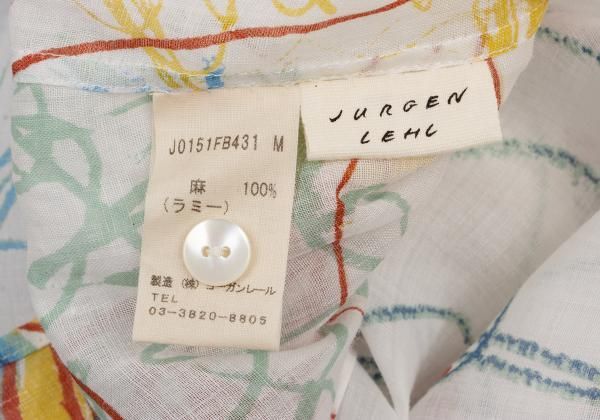 JURGEN
LEHL
J0151FB431 M
麻 100%
(ラミー)
製造 (株) ヨーガンレール
TEL
03-3820-8805